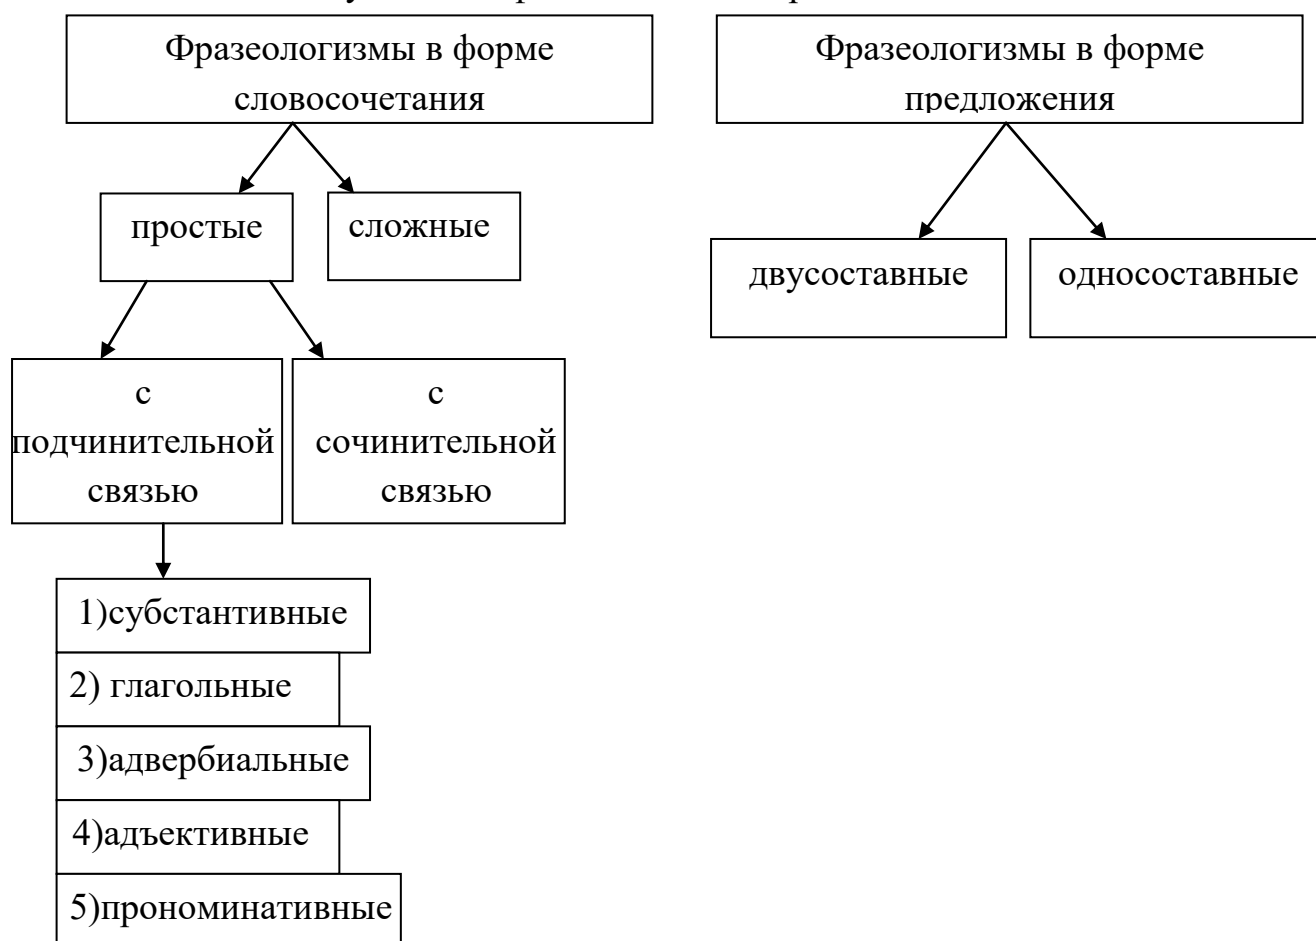 Фразеологизмы в форме
словосочетания
Фразеологизмы в форме
предложения
простые
сложные
двусоставные
односоставные
с
подчинительной
связью
с
сочинительной
связью
1)субстантивные
2) глагольные
3)адвербиальные
4)адъективные
5)прономинативные